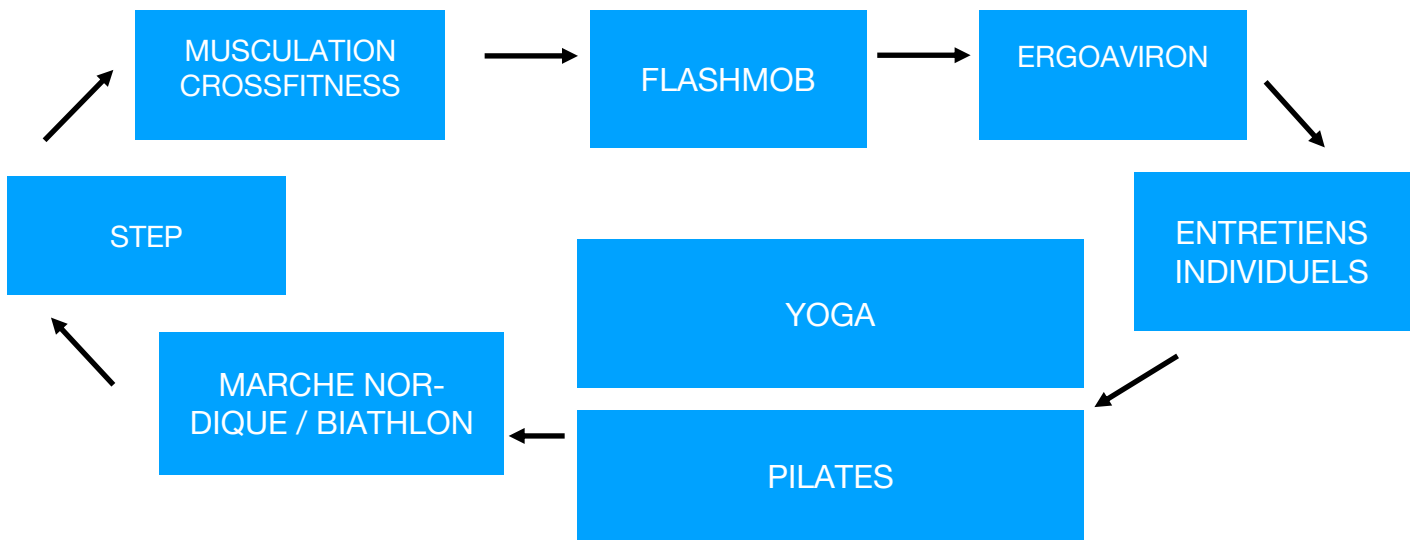 MUSCULATION
CROSSFITNESS
FLASHMOB
ERGOAVIRON
STEP
ENTRETIENS
INDIVIDUELS
YOGA
MARCHE NOR-
DIQUE / BIATHLON
PILATES